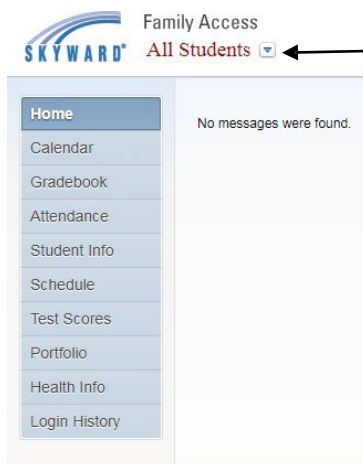 Family Access
SKYWARD®
All Students
Home
No messages were found.
Calendar
Gradebook
Attendance
Student Info
Schedule
Test Scores
Portfolio
Health Info
Login History